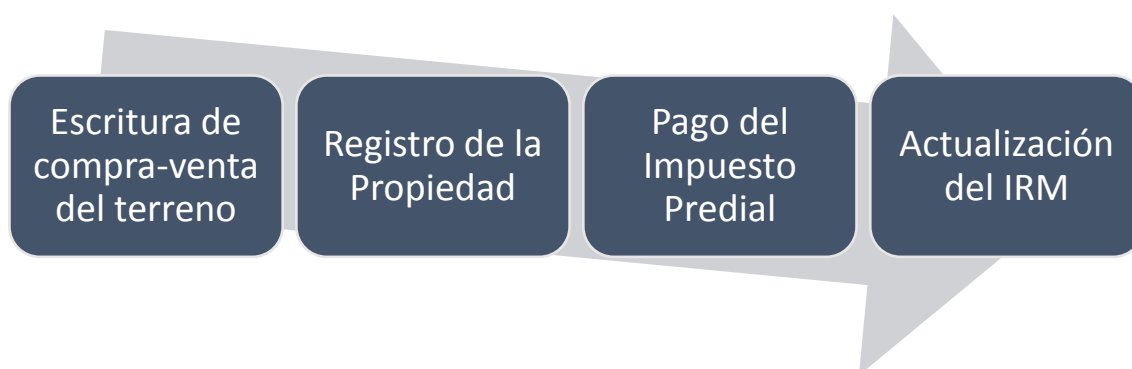 Escritura de
compra-venta
del terreno
Registro de la
Propiedad
Pago del
Impuesto
Predial
Actualización
del IRM